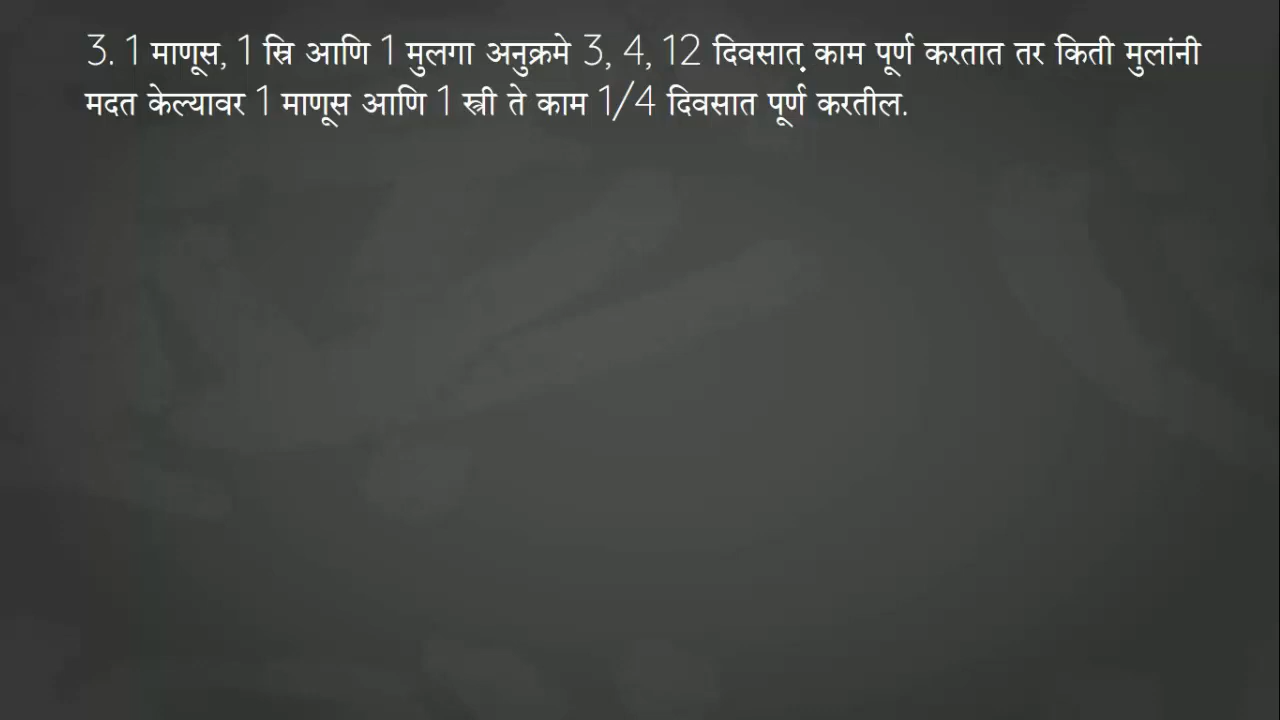 3. 1 माणूस, 1 स्रि आणि 1 मुलगा अनुक्रमे 3, 4, 12 दिवसात़ काम पूर्ण करतात तर किती मुलांनी
मदत केल्यावर 1 माणूस आणि 1 स्त्री ते काम 1/4 दिवसात पूर्ण करतील.